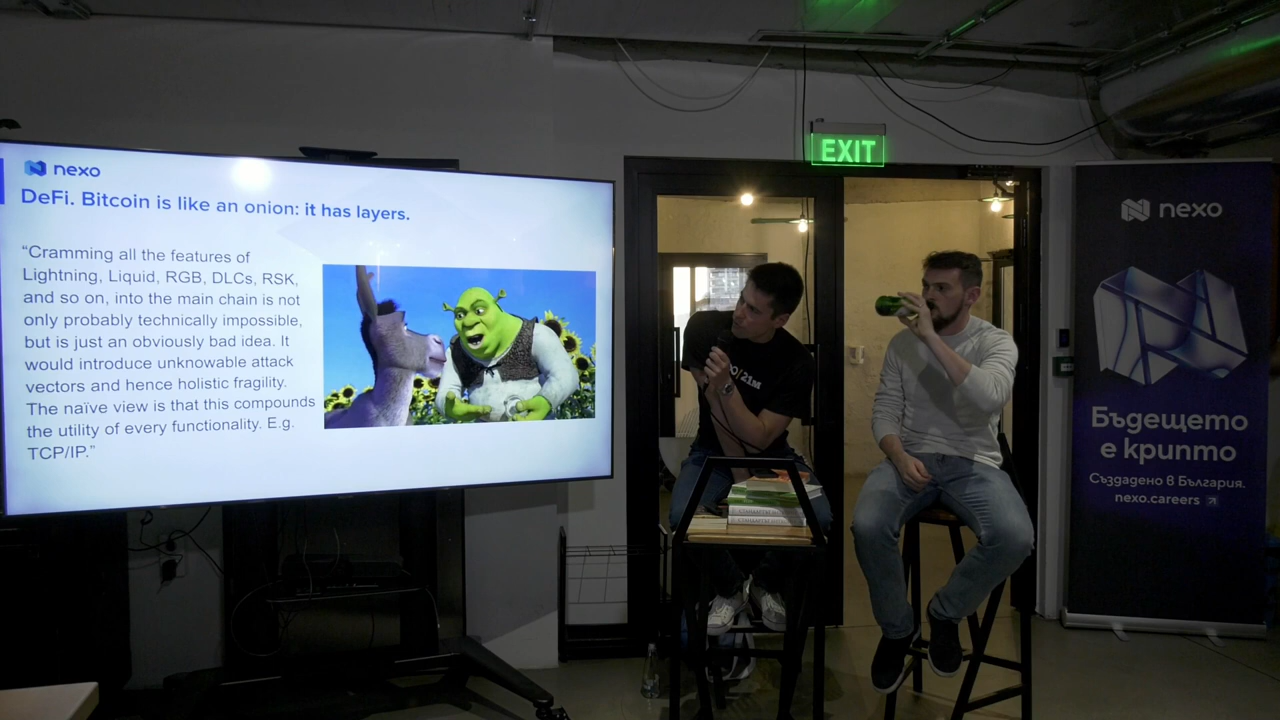 nexo
DeFi. Bitcoin is like an onion: it has layers.
“Cramming all the features of
Lightning, Liquid, RGB, DLCs, RSK,
and so on, into the main chain is not
only probably technically impossible,
but is just an obviously bad idea. It
would introduce unknowable attack
vectors and hence holistic fragility.
The naïve view is that this compounds
the utility of every functionality. E.g.
TCP/IP.”
EXIT
/21M
nexo
Бъдещето
е крипто
Създадено в България.
nexo.careers